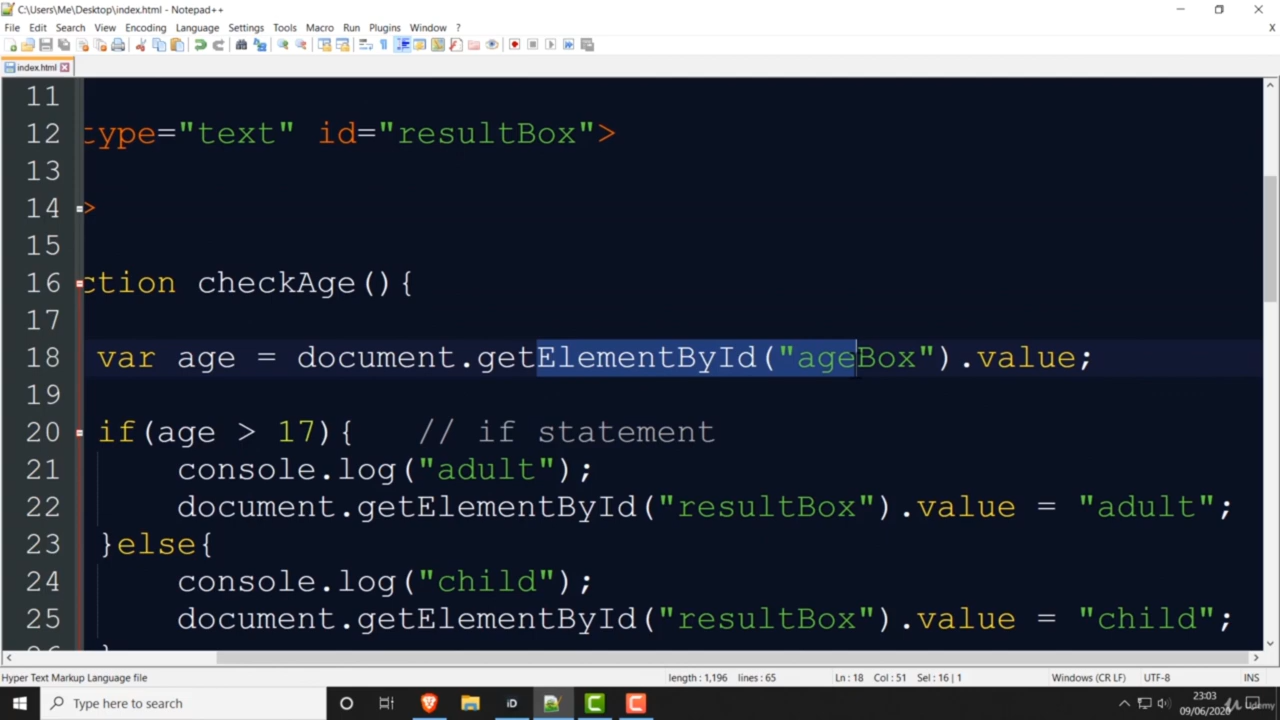 C:\Users\Me\Desktop\index.html - Notepad++
File Edit Search View Encoding Language Settings Tools Macro Run Plugins Window ? X
index.html
11
12 type="text" id="resultBox">
13
14 >
15
16 ction checkAge(){
17
18 var age = document.getElementById("ageBox").value;
19
20 if(age > 17){ // if statement
21 console.log("adult");
22 document.getElementById("resultBox").value = "adult";
23 }else{
24 console.log("child");
25 document.getElementById("resultBox").value = "child";
Hyper Text Markup Language file length : 1,196 lines : 65 Ln : 18 Col : 51 Sel : 16 | 1 Windows (CR LF) UTF-8 INS
Type here to search iD 23:03
09/06/2020 Udemy